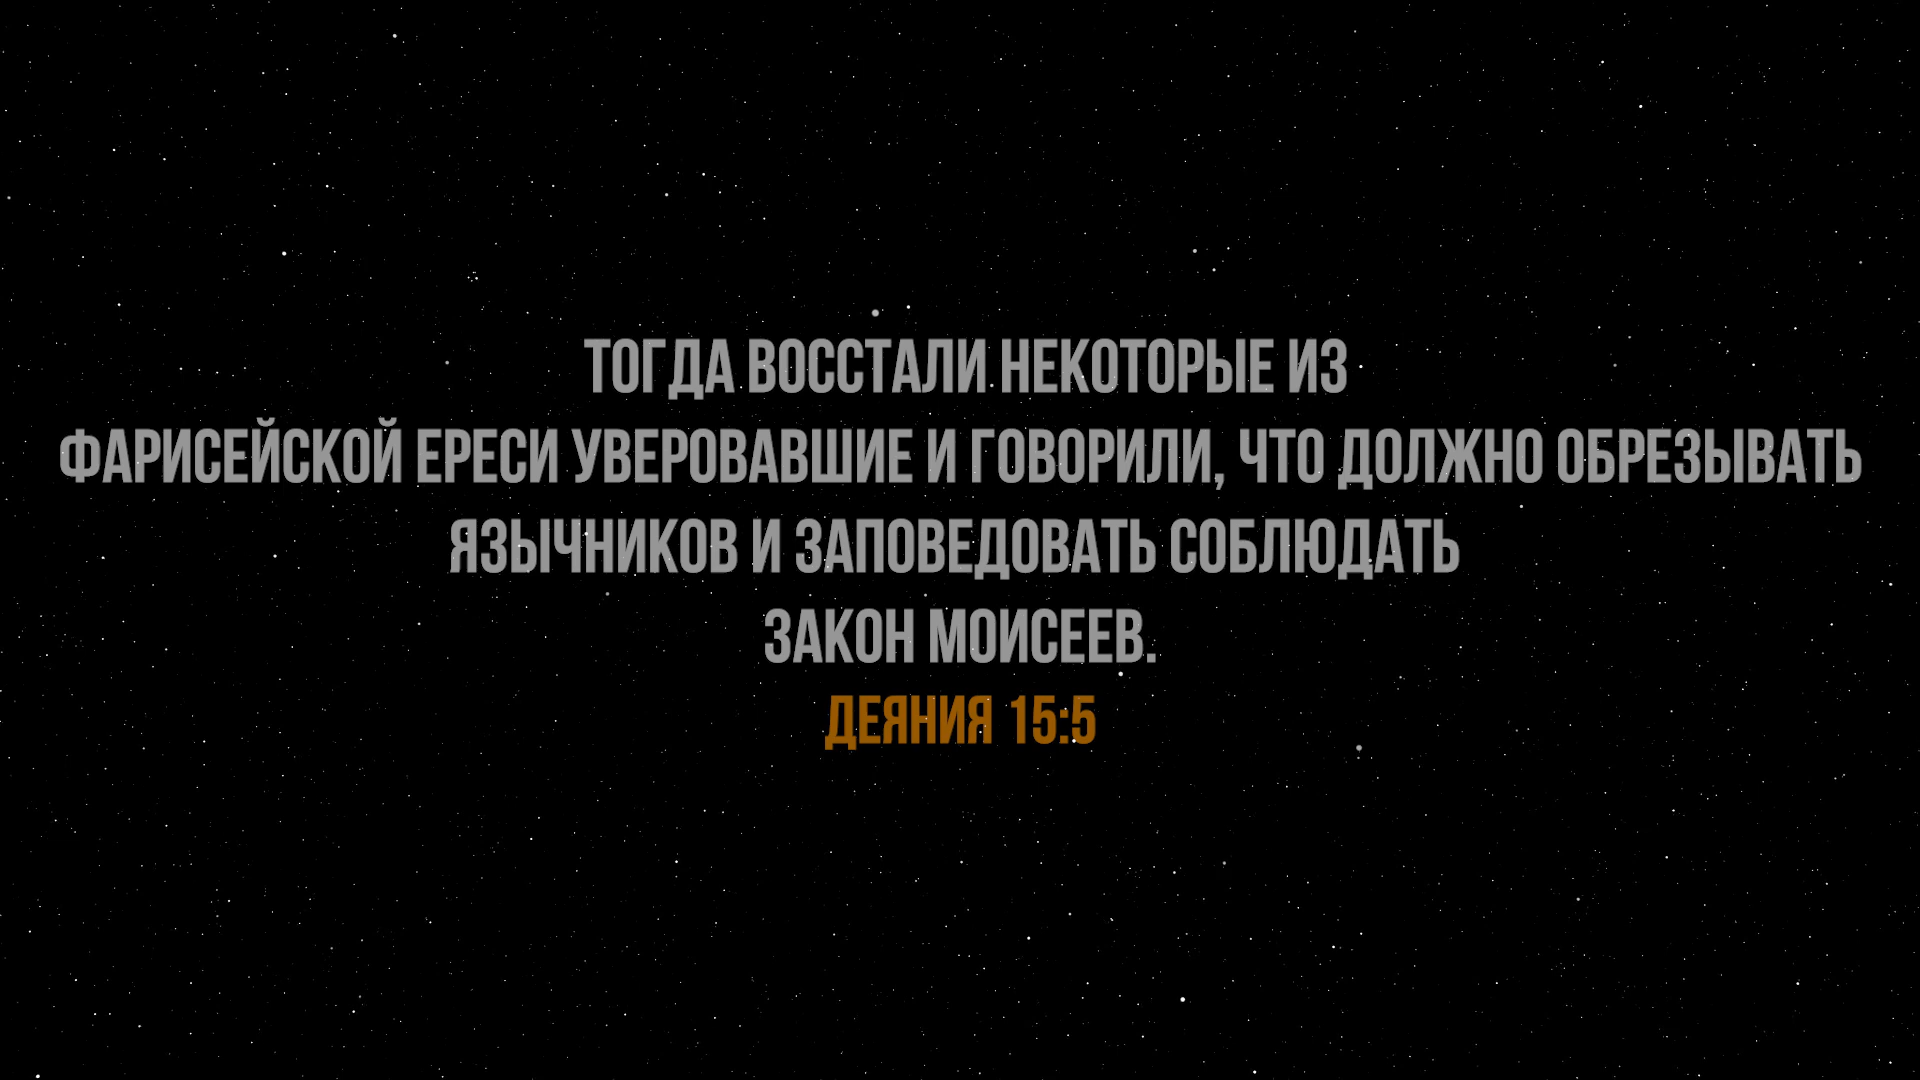 ТОГДА ВОССТАЛИ НЕКОТОРЫЕ ИЗ
ФАРИСЕЙСКОЙ ЕРЕСИ УВЕРОВАВШИЕ И ГОВОРИЛИ, ЧТО ДОЛЖНО ОБРЕЗЫВАТЬ
ЯЗЫЧНИКОВ И ЗАПОВЕДОВАТЬ СОБЛЮДАТЬ
ЗАКОН МОИСЕЕВ.
ДЕЯНИЯ 15:5